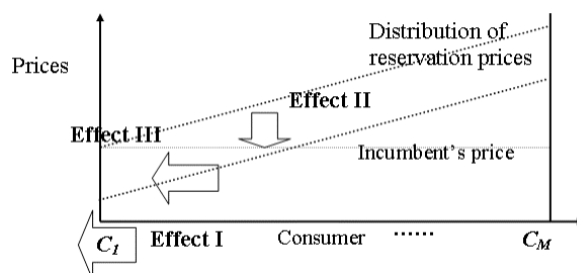 Distribution of
reservation prices
Prices
Effect II
Effect III
Incumbent's price
C1 Effect I Consumer ...... CM